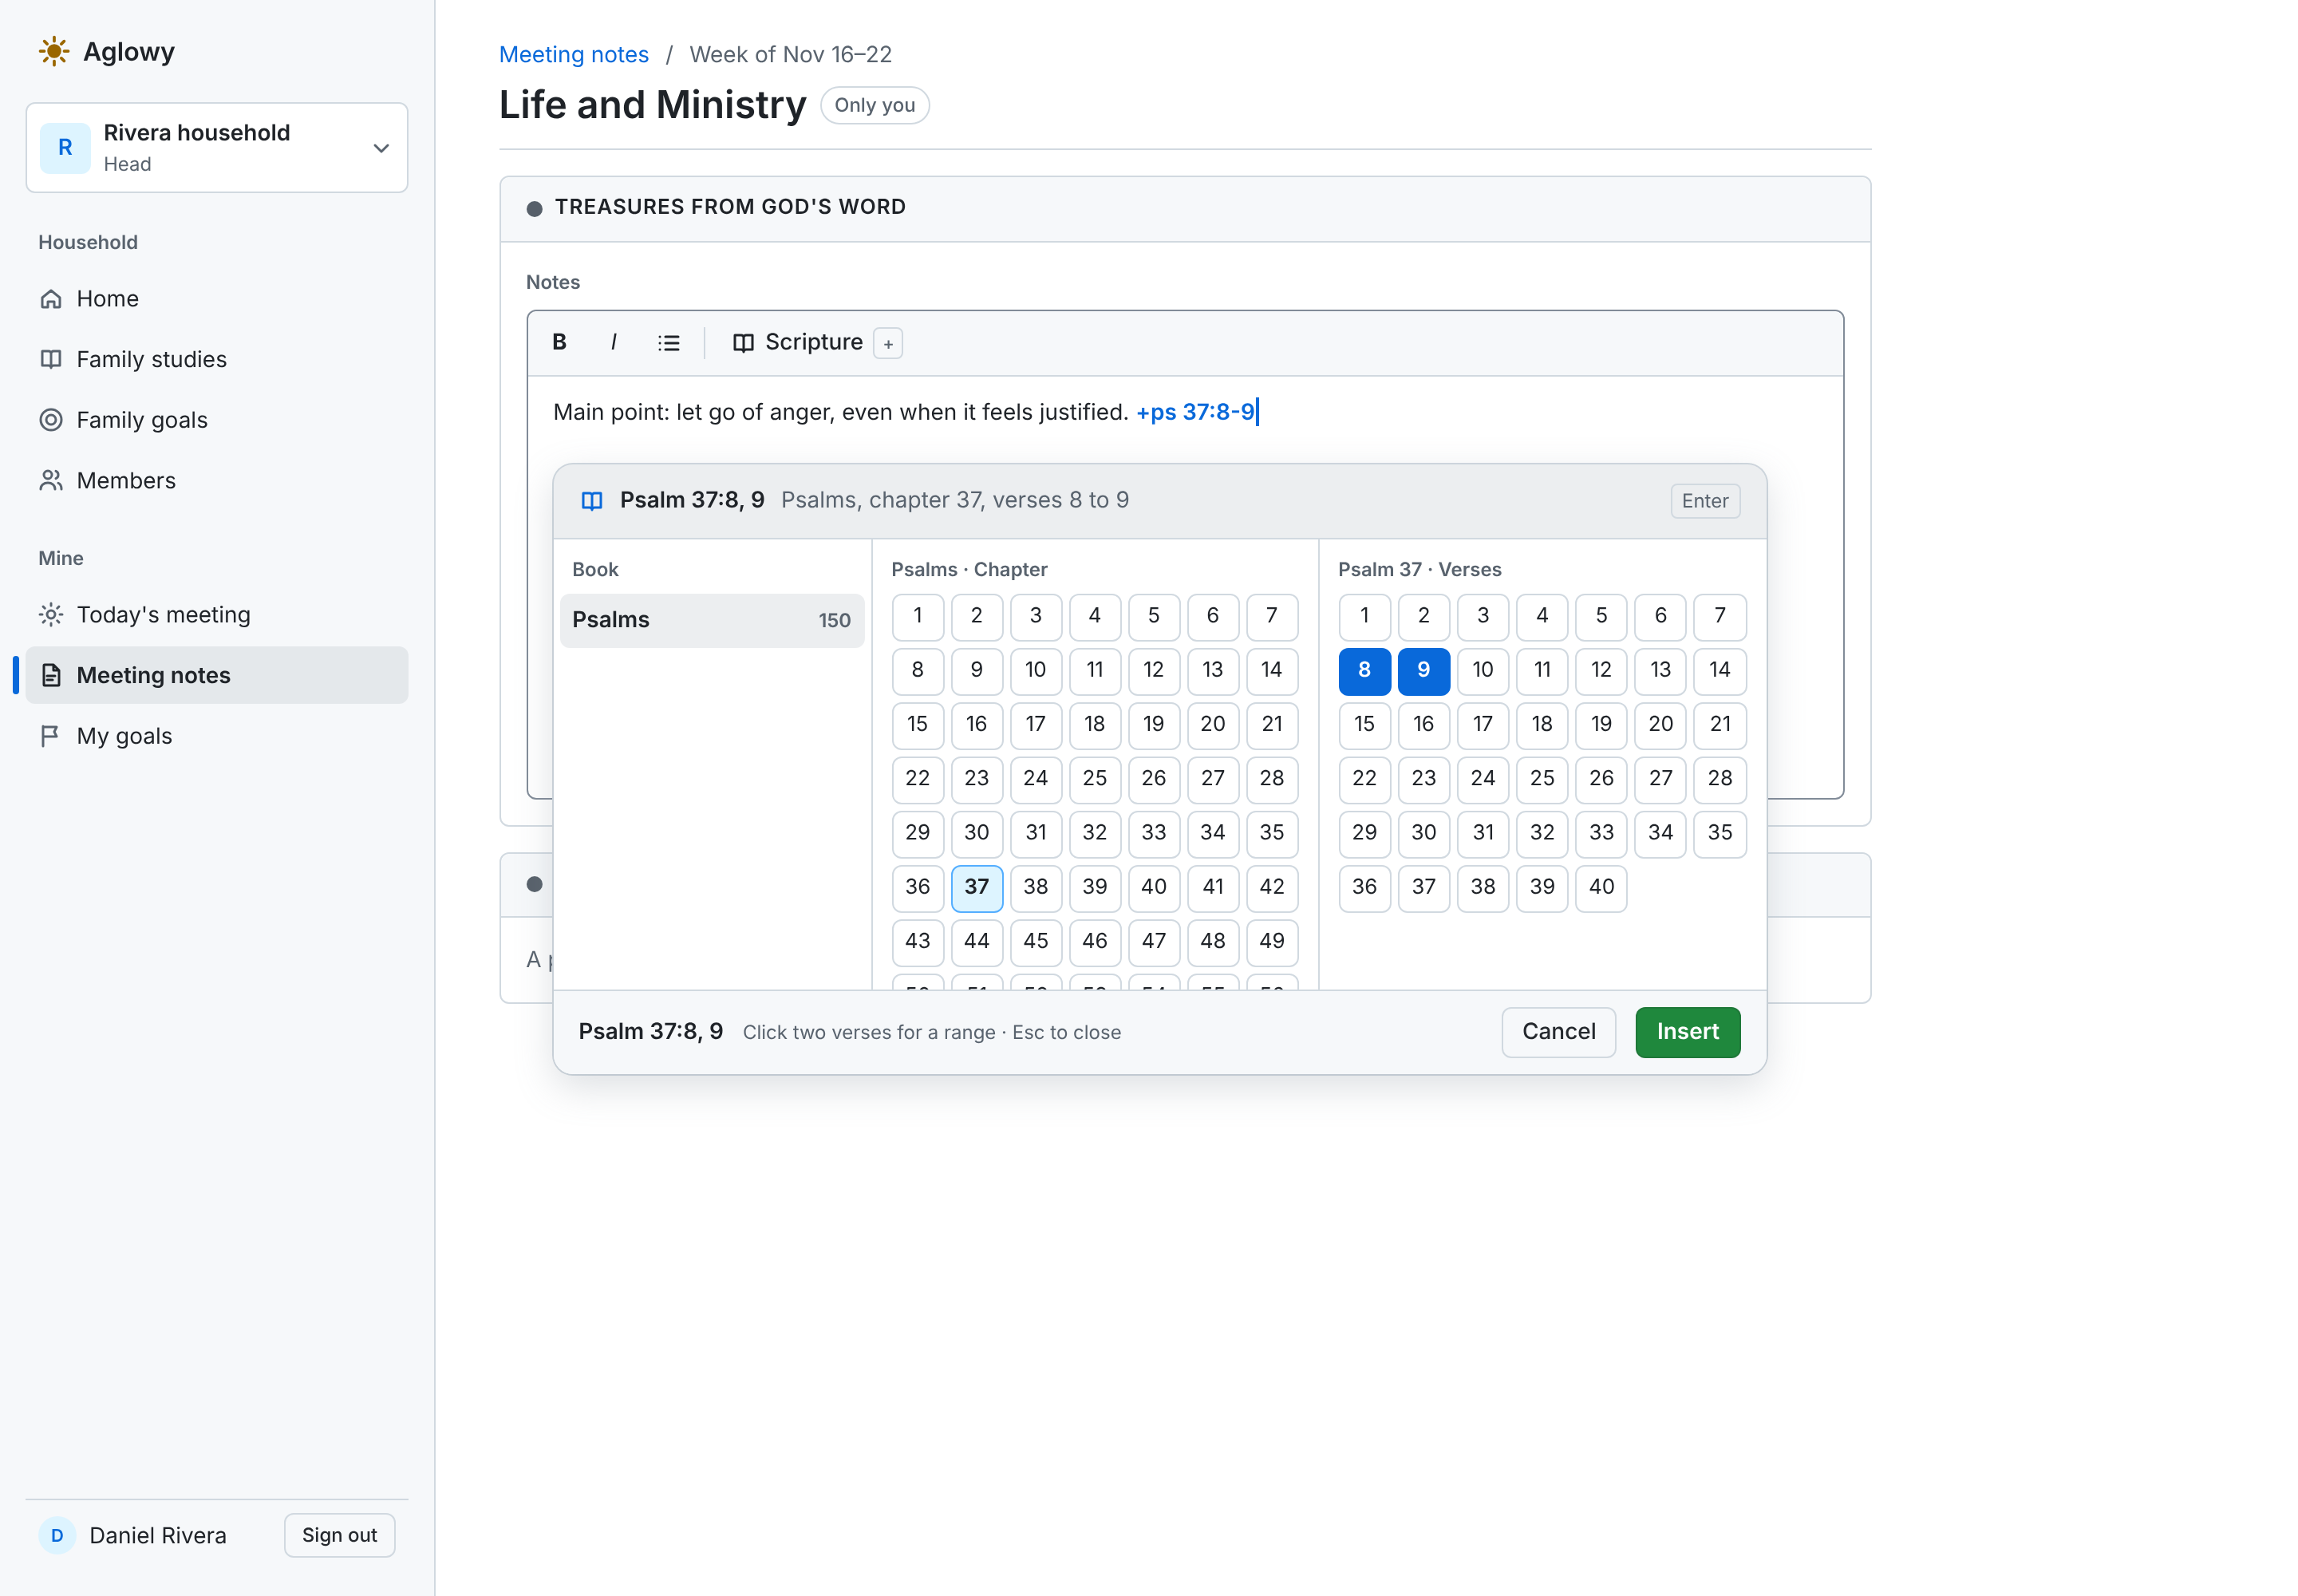 Aglowy
R
Rivera household
Head
Household
Home
Family studies
Family goals
Members
Mine
Today's meeting
Meeting notes
My goals
D
Daniel Rivera
Sign out
Meeting notes / Week of Nov 16–22
Life and Ministry Only you
TREASURES FROM GOD'S WORD
Notes
B I Scripture +
Main point: let go of anger, even when it feels justified. +ps 37:8-9
Psalm 37:8, 9 Psalms, chapter 37, verses 8 to 9 Enter
Book
Psalms 150
Psalms · Chapter
1 2 3 4 5 6 7
8 9 10 11 12 13 14
15 16 17 18 19 20 21
22 23 24 25 26 27 28
29 30 31 32 33 34 35
36 37 38 39 40 41 42
43 44 45 46 47 48 49
Psalm 37 · Verses
1 2 3 4 5 6 7
8 9 10 11 12 13 14
15 16 17 18 19 20 21
22 23 24 25 26 27 28
29 30 31 32 33 34 35
36 37 38 39 40
A
Psalm 37:8, 9 Click two verses for a range · Esc to close
Cancel
Insert